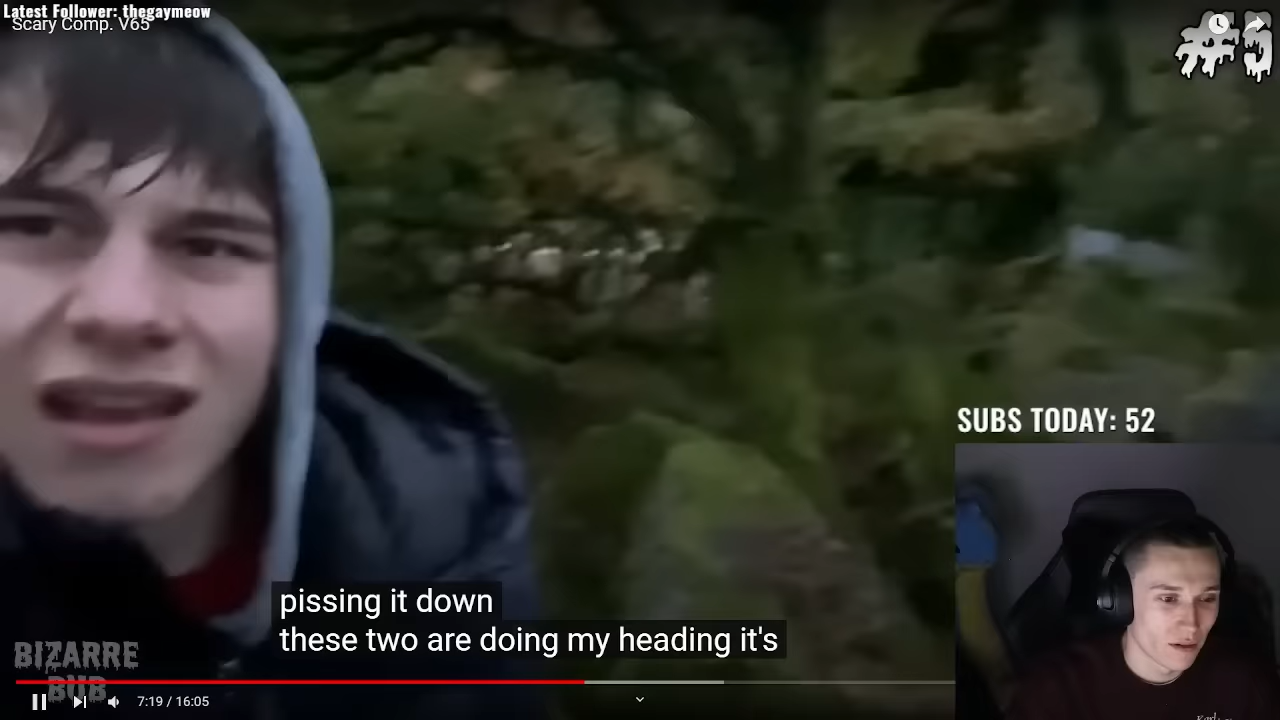 Latest Follower: thegaymeow
Scary Comp. V65
#5
SUBS TODAY: 52
pissing it down
these two are doing my heading it's
BIZARRE
BUB
7:19 / 16:05